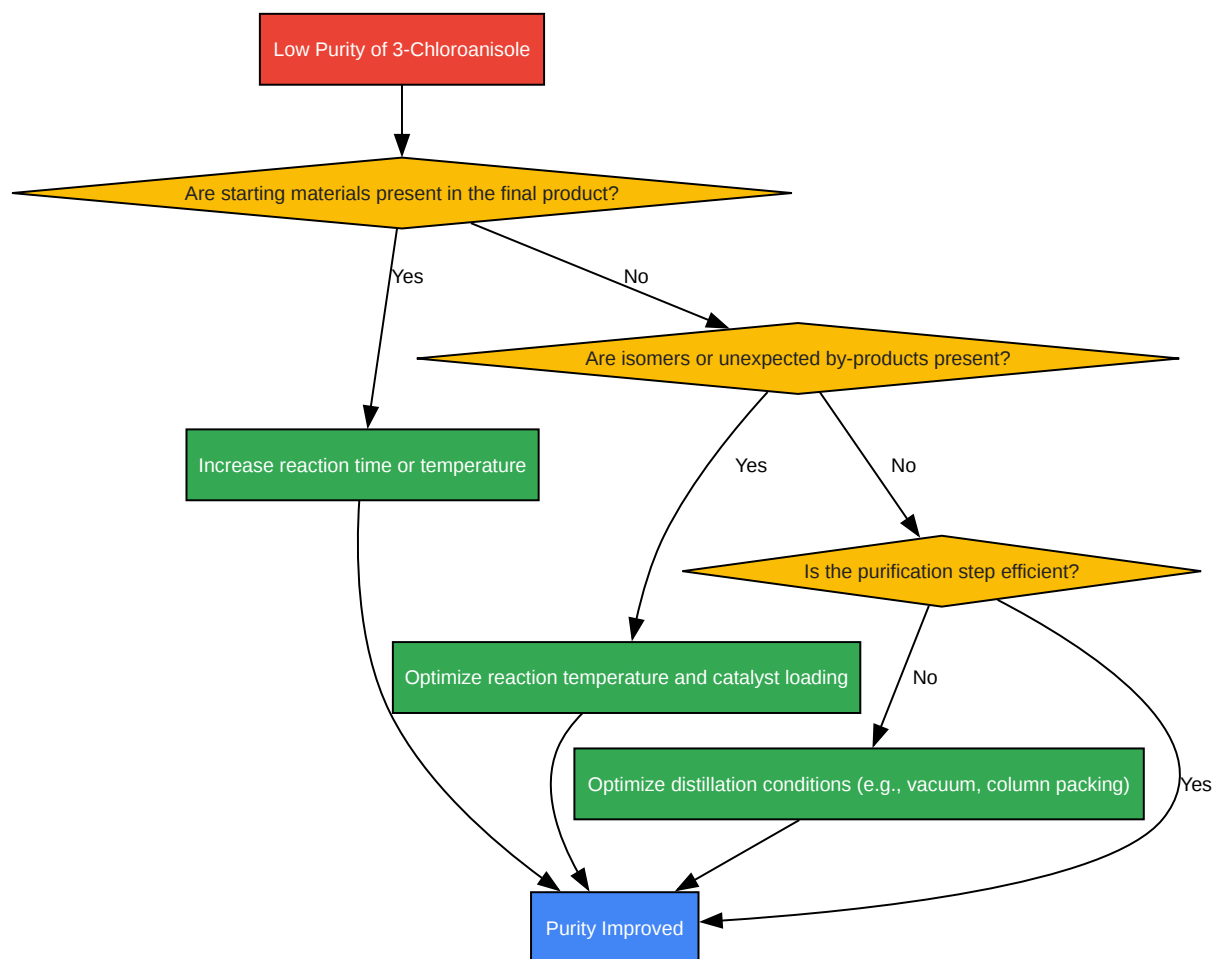 Low Purity of 3-Chloroanisole
Are starting materials present in the final product?
Yes
No
Are isomers or unexpected by-products present?
Increase reaction time or temperature
Yes
No
Is the purification step efficient?
Optimize reaction temperature and catalyst loading
No
Optimize distillation conditions (e.g., vacuum, column packing)
Yes
Purity Improved